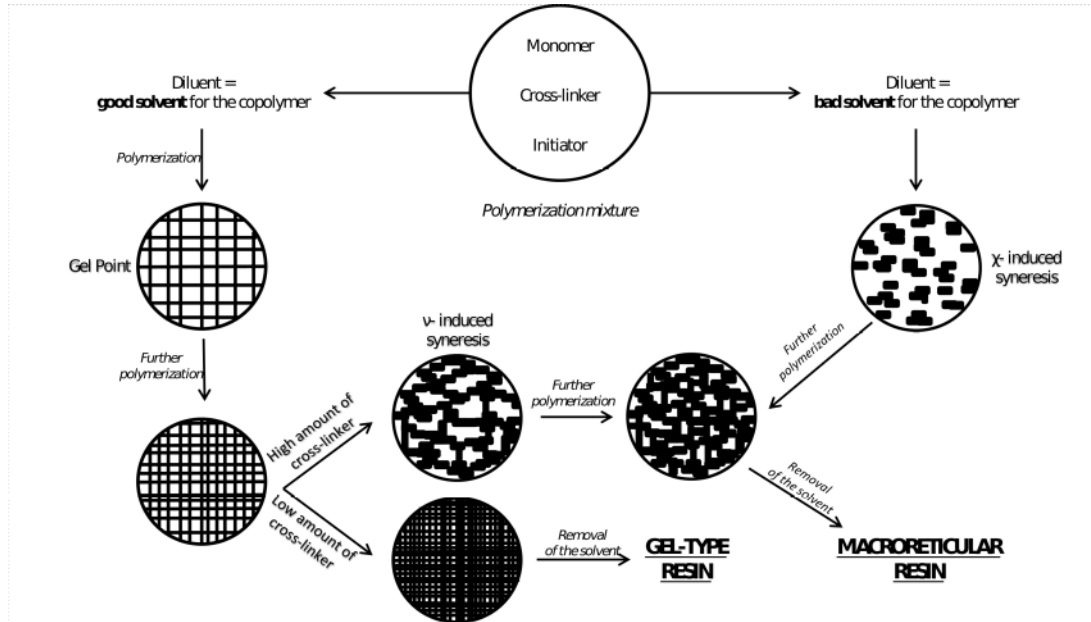 Monomer
Cross-linker
Initiator
Polymerization mixture
Diluent =
good solvent for the copolymer
Diluent =
bad solvent for the copolymer
Polymerization
Gel Point
χ- induced
syneresis
Further
polymerization
ν- induced
syneresis
Further
polymerization
Further
polymerization
High amount of
cross-linker
Low amount of
cross-linker
Removal
of the solvent
Removal
of the solvent
GEL-TYPE
RESIN
MACRORETICULAR
RESIN